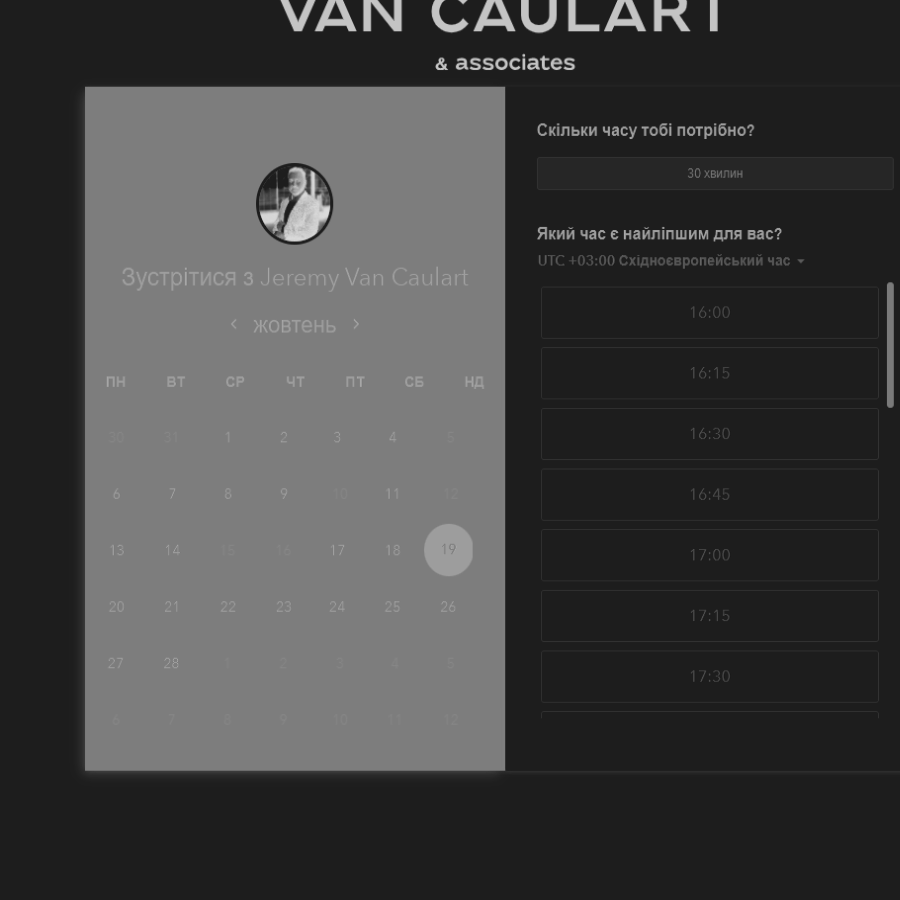 VAN CAULART
& associates
Зустрітися з Jeremy Van Caulart
жовтень
ПН ВТ СР ЧТ ПТ СБ НД
30 31 1 2 3 4 5
6 7 8 9 10 11 12
13 14 15 16 17 18 19
20 21 22 23 24 25 26
27 28 1 2 3 4 5
6 7 8 9 10 11 12
Скільки часу тобі потрібно?
30 хвилин
Який час є найліпшим для вас?
UTC +03:00 Східноєвропейський час
16:00
16:15
16:30
16:45
17:00
17:15
17:30